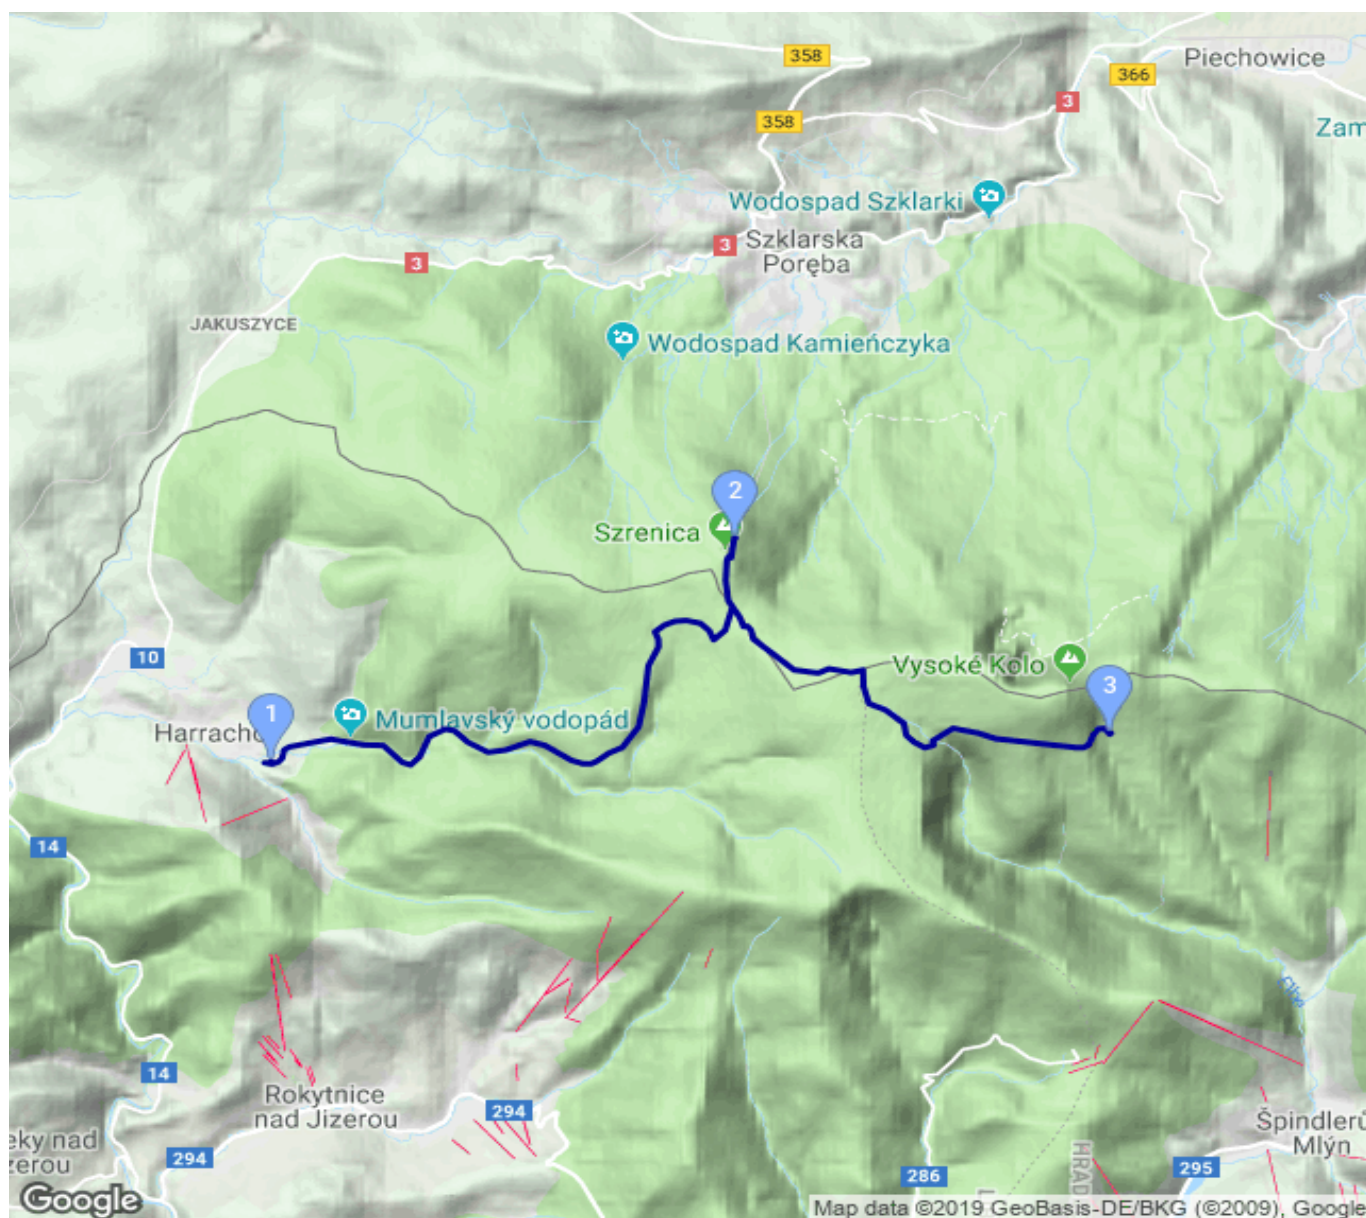 358
366
Piechowice
3
358
Zam
Wodospad Szklarki
3
Szklarska
Poręba
3
JAKUSZYCE
Wodospad Kamieńczyka
2
Szrenica
10
Vysoké Kolo
3
1
Mumlavský vodopád
Harracho
14
14
Rokytnice
nad Jizerou
294
eky nad
zerou
294
286
HRAD
L
295
Špindlerů
Mlýn
Google
Map data ©2019 GeoBasis-DE/BKG (©2009), Google